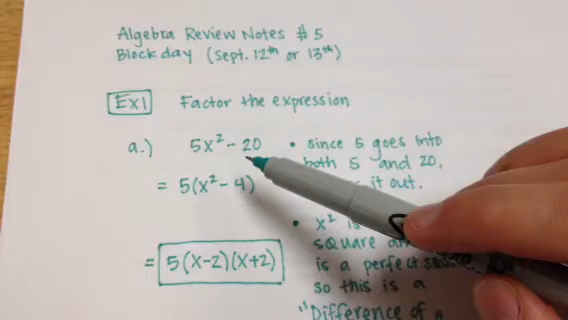 Algebra Review Notes #5
Block day (Sept. 12th or 13th)
Ex1 Factor the expression
a.) 5x² - 20
= 5(x² - 4)
= 5(x-2)(x+2)
• since 5 goes into
both 5 and 20,
it out.
• x² is
square
is a perfect
so this is a
"Difference of